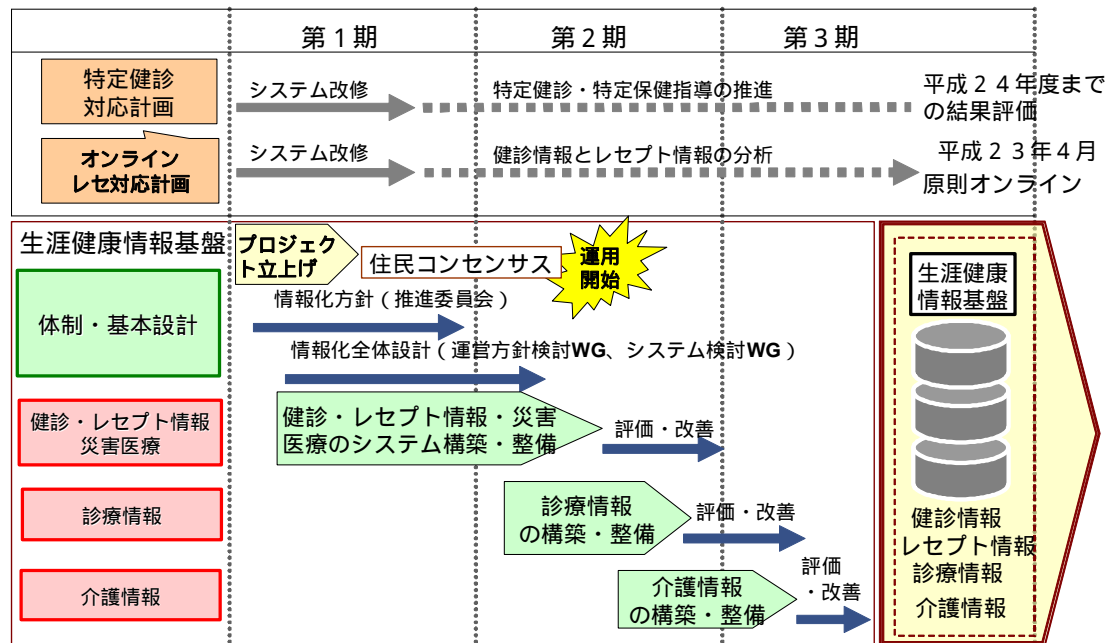 第１期
第２期
第３期
特定健診
対応計画
システム改修
特定健診・特定保健指導の推進
平成２４年度まで
の結果評価
オンライン
レセ対応計画
システム改修
健診情報とレセプト情報の分析
平成２３年４月
原則オンライン
生涯健康情報基盤
プロジェク
ト立上げ
住民コンセンサス
運用
開始
体制・基本設計
情報化方針（推進委員会）
情報化全体設計（運営方針検討WG、システム検討WG）
健診・レセプト情報
災害医療
健診・レセプト情報・災害
医療のシステム構築・整備
評価・改善
診療情報
診療情報
の構築・整備
評価・改善
介護情報
介護情報
の構築・整備
評価
・改善
生涯健康
情報基盤
健診情報
レセプト情報
診療情報
介護情報